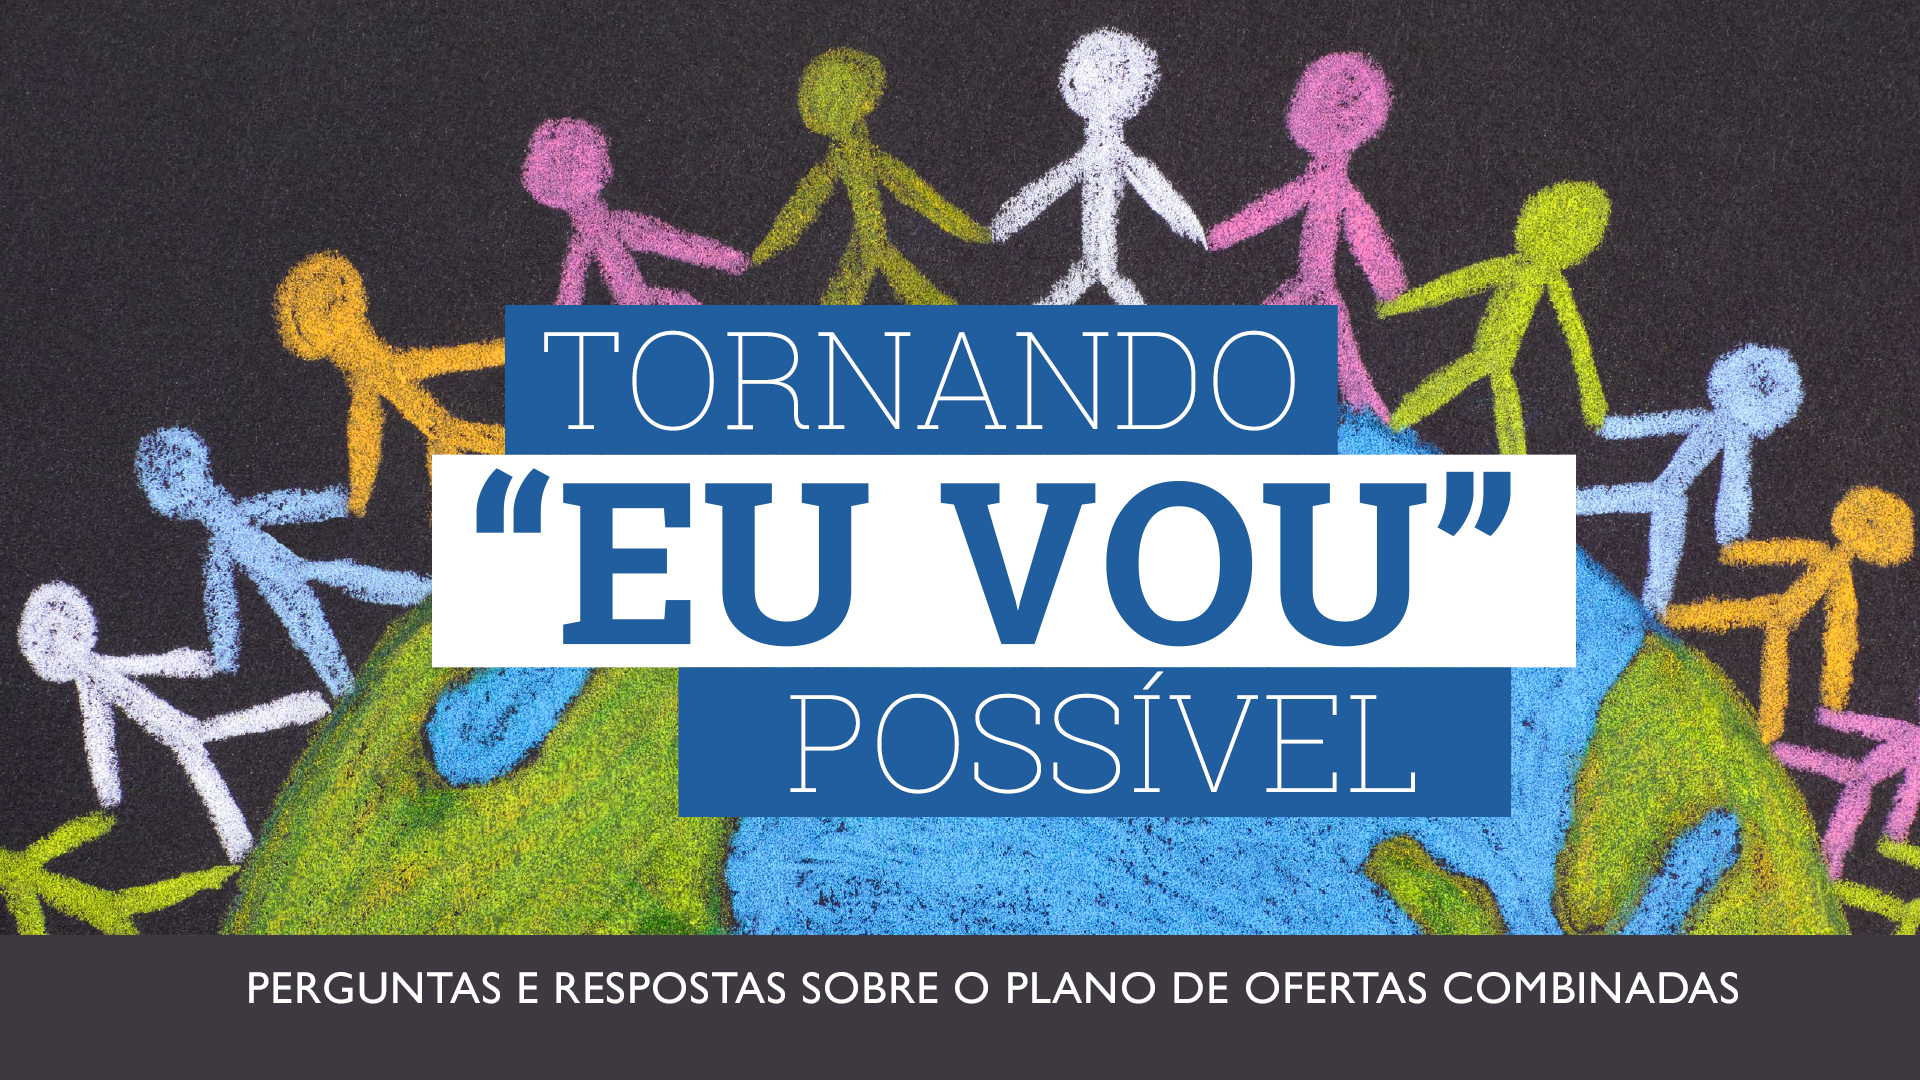 TORNANDO
“EU VOU”
POSSÍVEL
PERGUNTAS E RESPOSTAS SOBRE O PLANO DE OFERTAS COMBINADAS